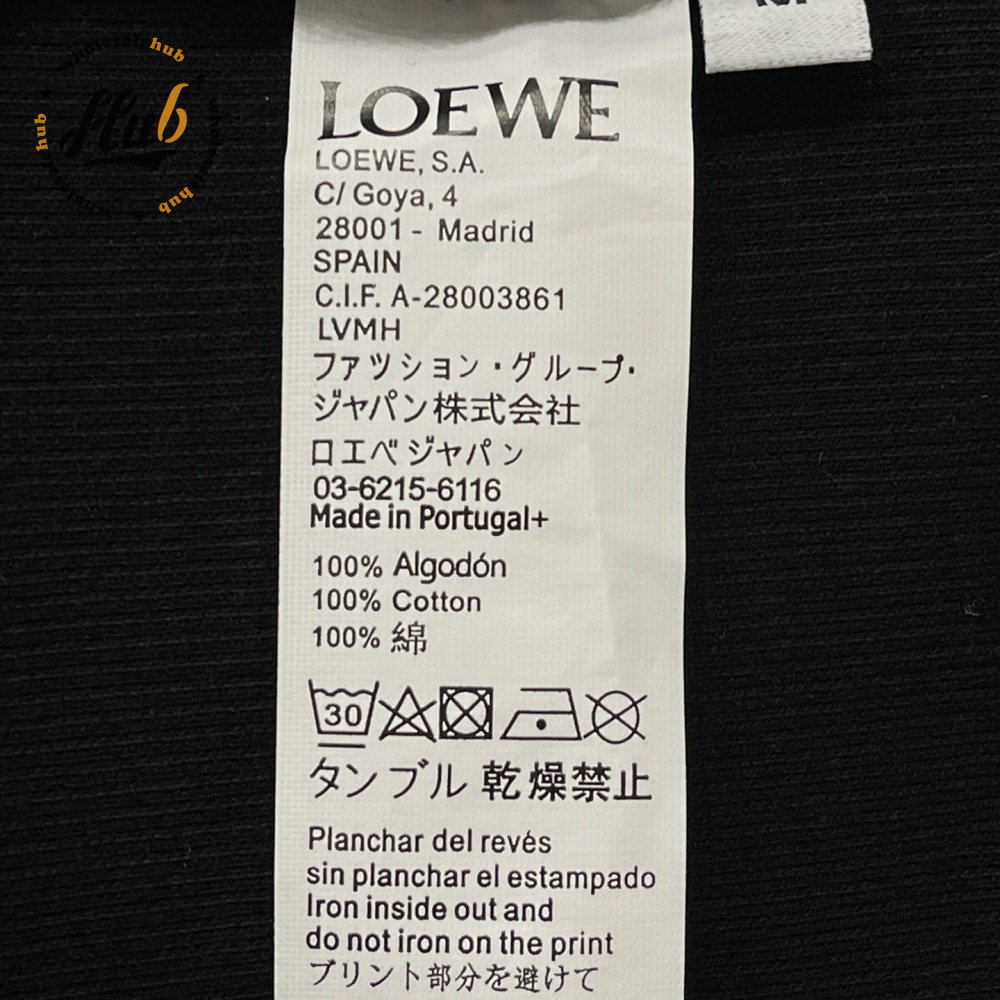 hub
Hub
hub
hub
LOEWE
LOEWE, S.A.
C/ Goya, 4
28001 - Madrid
SPAIN
C.I.F. A-28003861
LVMH
ファッション・グループ・
ジャパン株式会社
ロエベジャパン
03-6215-6116
Made in Portugal+
100% Algodón
100% Cotton
100% 綿
30
タンブル 乾燥禁止
Planchar del revés
sin planchar el estampado
Iron inside out and
do not iron on the print
プリント部分を避けて